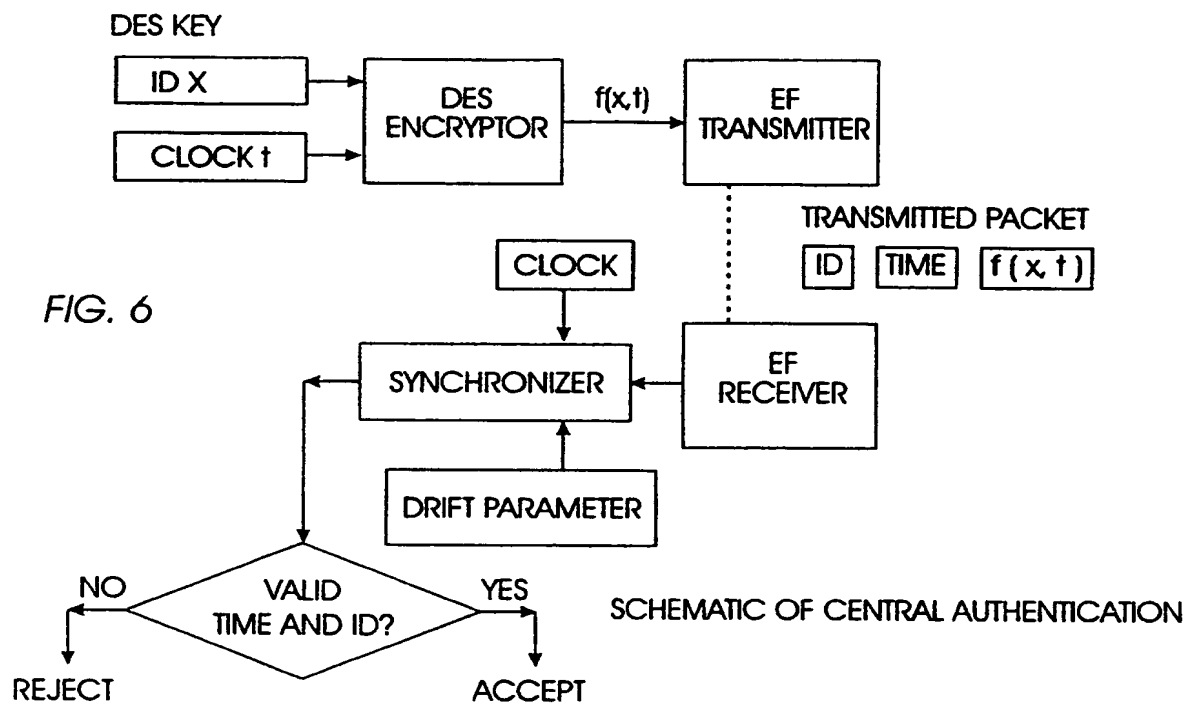 DES KEY
ID X
CLOCK t
DES
ENCRYPTOR
f(x,t)
EF
TRANSMITTER
TRANSMITTED PACKET
ID TIME f ( x, t )
CLOCK
FIG. 6
SYNCHRONIZER
EF
RECEIVER
DRIFT PARAMETER
NO
VALID
TIME AND ID?
YES
SCHEMATIC OF CENTRAL AUTHENTICATION
REJECT
ACCEPT